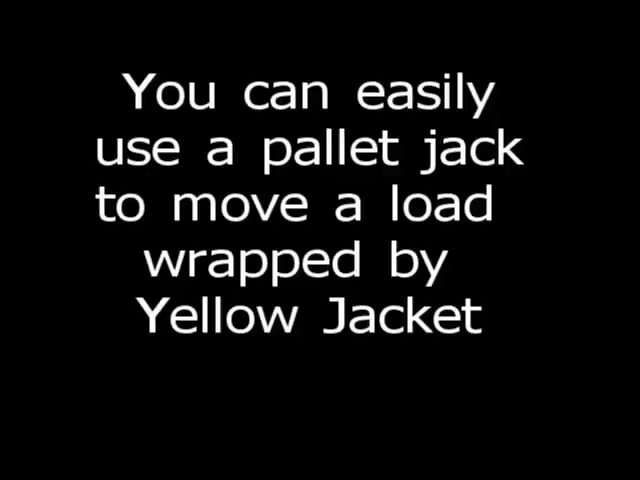 You can easily
use a pallet jack
to move a load
wrapped by
Yellow Jacket